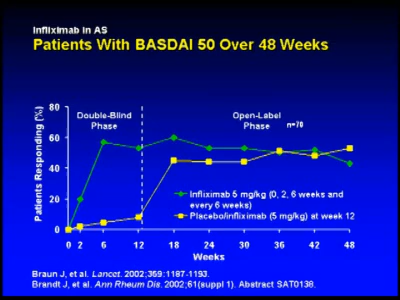 Infliximab in AS
Patients With BASDAI 50 Over 48 Weeks
Patients Responding (%)
80
60
40
20
0
Double-Blind
Phase
Open-Label
Phase
n=70
Infliximab 5 mg/kg (0, 2, 6 weeks and
every 6 weeks)
Placebo/infliximab (5 mg/kg) at week 12
0 2 6 12 18 24 30 36 42 48
Weeks
Braun J, et al. Lancet. 2002;359:1187-1193.
Brandt J, et al. Ann Rheum Dis. 2002;61(suppl 1). Abstract SAT0138.